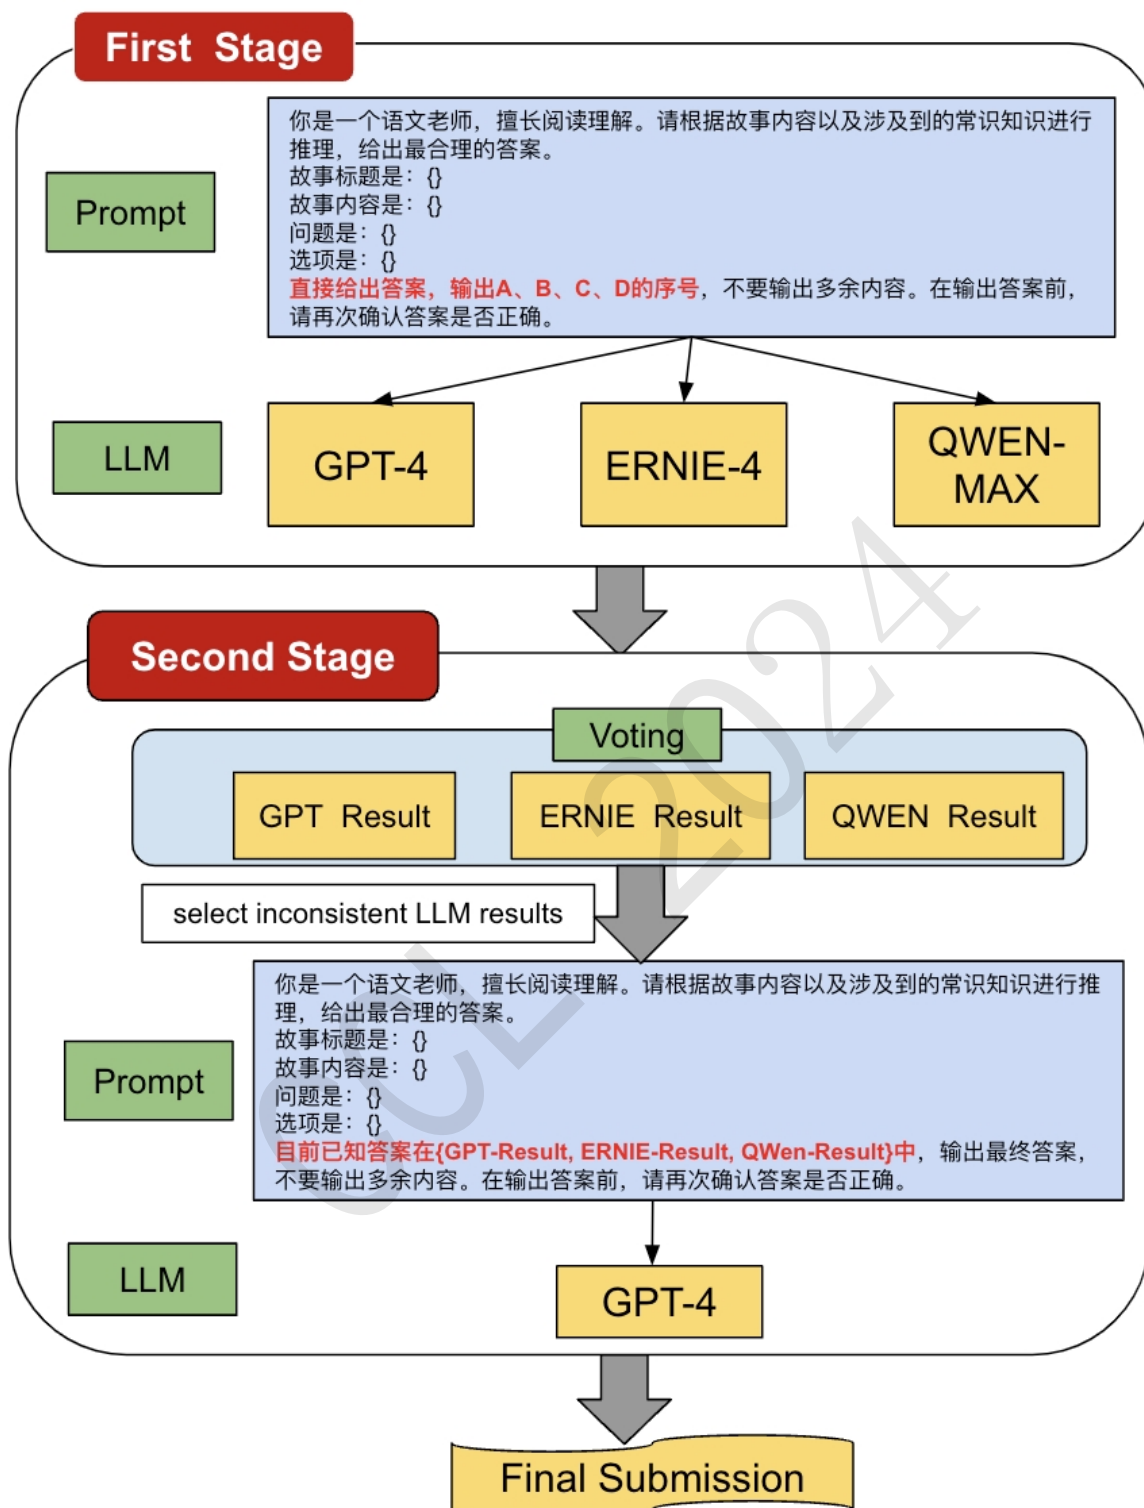 First Stage
Prompt
你是一个语文老师，擅长阅读理解。请根据故事内容以及涉及到的常识知识进行
推理，给出最合理的答案。
故事标题是：{}
故事内容是：{}
问题是：{}
选项是：{}
直接给出答案，输出A、B、C、D的序号，不要输出多余内容。在输出答案前，
请再次确认答案是否正确。
LLM
GPT-4
ERNIE-4
QWEN-
MAX
Second Stage
Voting
GPT Result
ERNIE Result
QWEN Result
select inconsistent LLM results
Prompt
你是一个语文老师，擅长阅读理解。请根据故事内容以及涉及到的常识知识进行推
理，给出最合理的答案。
故事标题是：{}
故事内容是：{}
问题是：{}
选项是：{}
目前已知答案在{GPT-Result, ERNIE-Result, QWen-Result}中，输出最终答案，
不要输出多余内容。在输出答案前，请再次确认答案是否正确。
LLM
GPT-4
Final Submission
CCL 2024